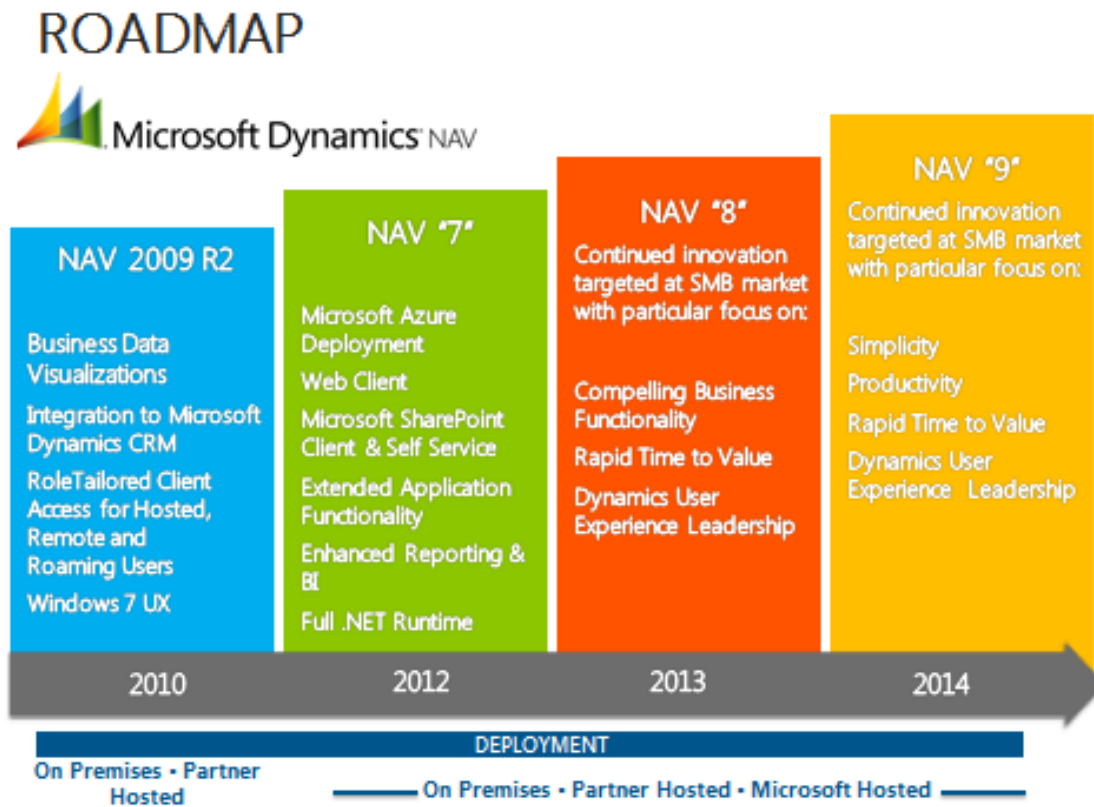 ROADMAP
Microsoft Dynamics NAV
NAV 2009 R2
Business Data
Visualizations
Integration to Microsoft
Dynamics CRM
RoleTailored Client
Access for Hosted,
Remote and
Roaming Users
Windows 7 UX
NAV "7"
Microsoft Azure
Deployment
Web Client
Microsoft SharePoint
Client & Self Service
Extended Application
Functionality
Enhanced Reporting &
BI
Full .NET Runtime
NAV "8"
Continued innovation
targeted at SMB market
with particular focus on:
Compelling Business
Functionality
Rapid Time to Value
Dynamics User
Experience Leadership
NAV "9"
Continued innovation
targeted at SMB market
with particular focus on:
Simplicity
Productivity
Rapid Time to Value
Dynamics User
Experience Leadership
2010
2012
2013
2014
DEPLOYMENT
On Premises • Partner
Hosted
On Premises • Partner Hosted • Microsoft Hosted